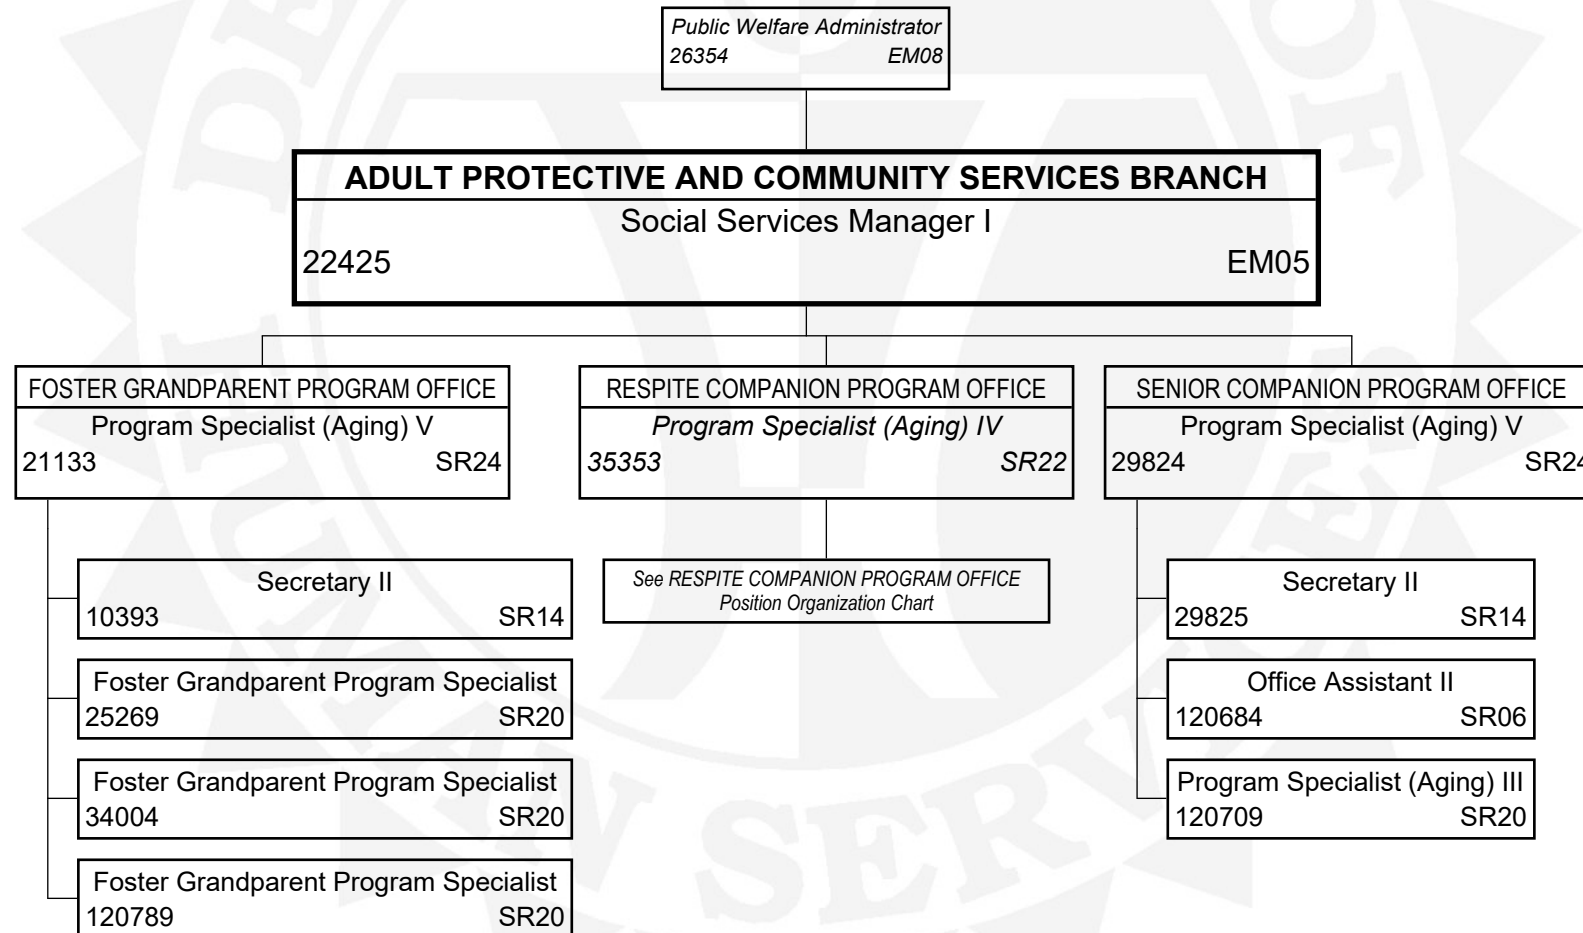 Public Welfare Administrator
26354 EM08
ADULT PROTECTIVE AND COMMUNITY SERVICES BRANCH
Social Services Manager I
22425 EM05
FOSTER GRANDPARENT PROGRAM OFFICE
Program Specialist (Aging) V
21133 SR24
Secretary II
10393 SR14
Foster Grandparent Program Specialist
25269 SR20
Foster Grandparent Program Specialist
34004 SR20
Foster Grandparent Program Specialist
120789 SR20
RESPITE COMPANION PROGRAM OFFICE
Program Specialist (Aging) IV
35353 SR22
See RESPITE COMPANION PROGRAM OFFICE
Position Organization Chart
SENIOR COMPANION PROGRAM OFFICE
Program Specialist (Aging) V
29824 SR24
Secretary II
29825 SR14
Office Assistant II
120684 SR06
Program Specialist (Aging) III
120709 SR20